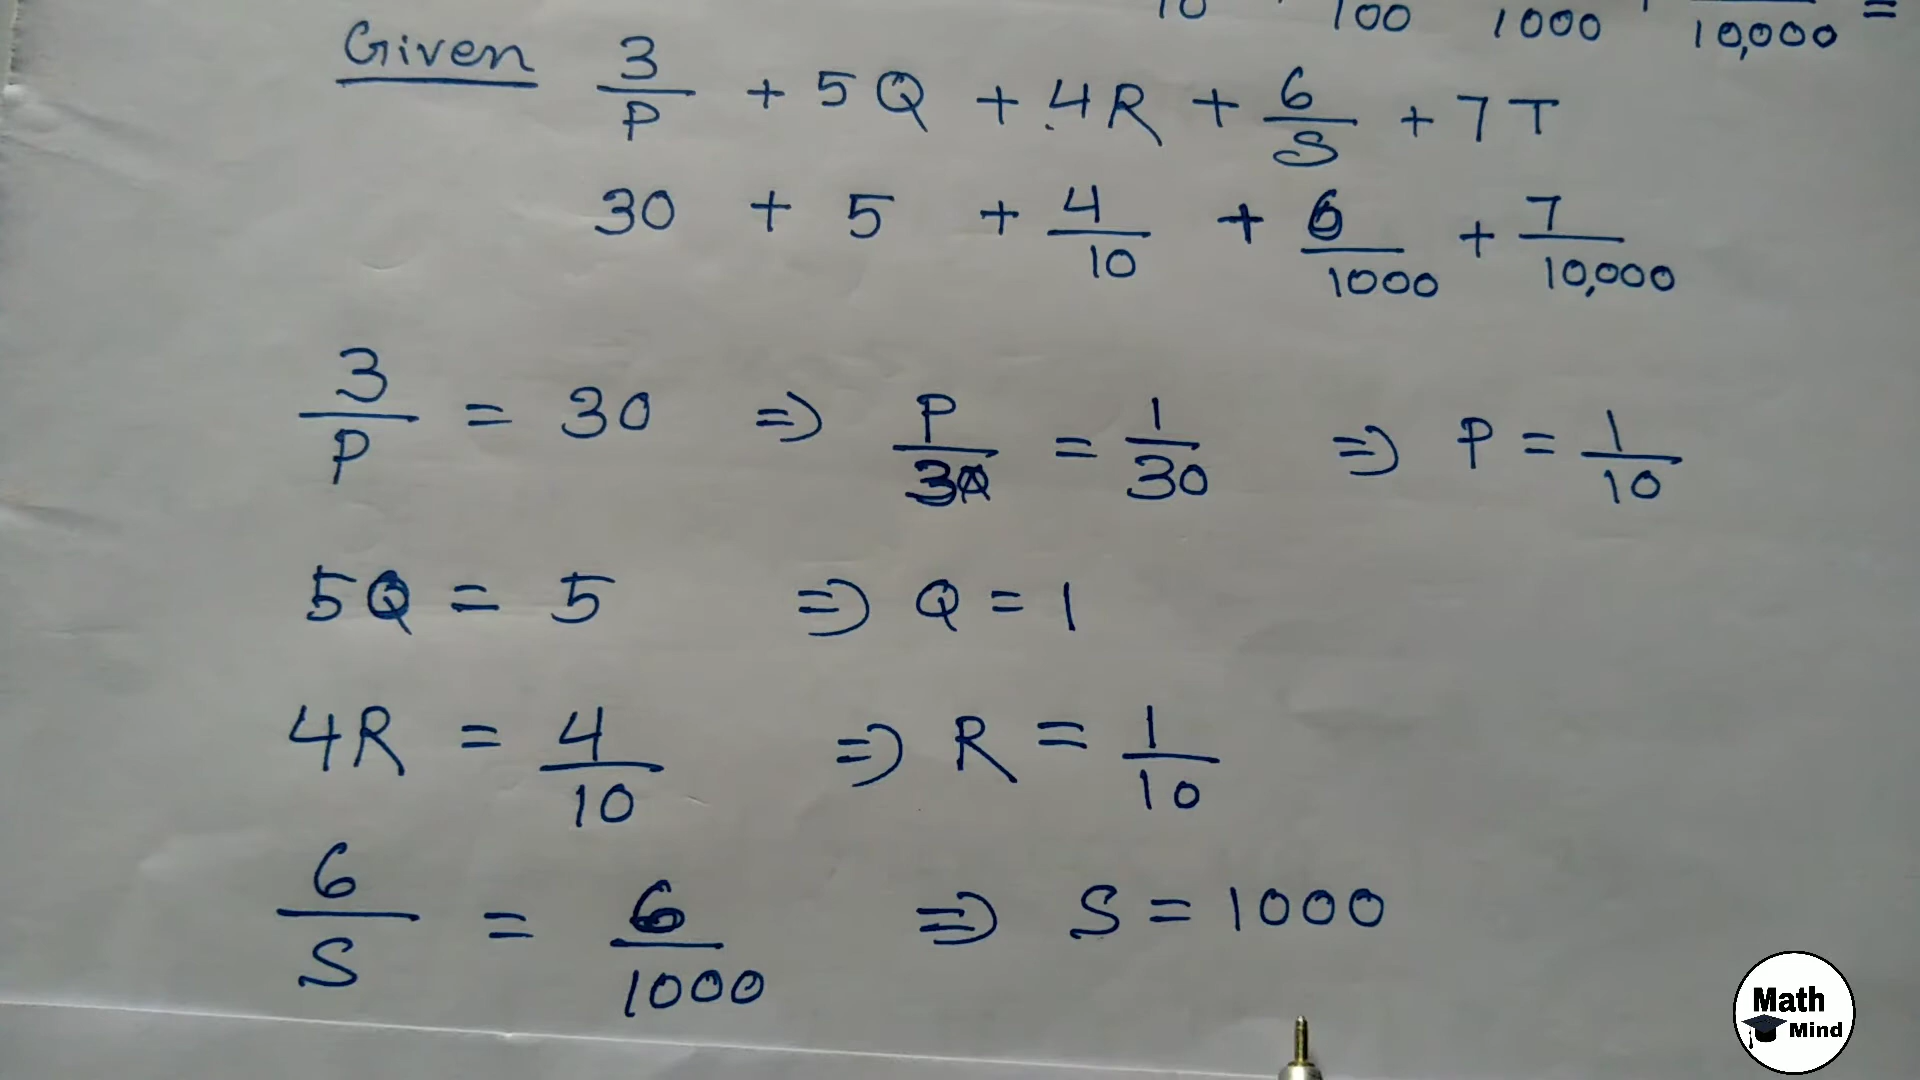 10 100 1000 10,000 =
Given 3/P + 5Q + 4R + 6/S + 7T
30 + 5 + 4/10 + 6/1000 + 7/10,000
3/P = 30 ⇒ P/3 = 1/30 ⇒ P = 1/10
5Q = 5 ⇒ Q = 1
4R = 4/10 ⇒ R = 1/10
6/S = 6/1000 ⇒ S = 1000
Math
Mind